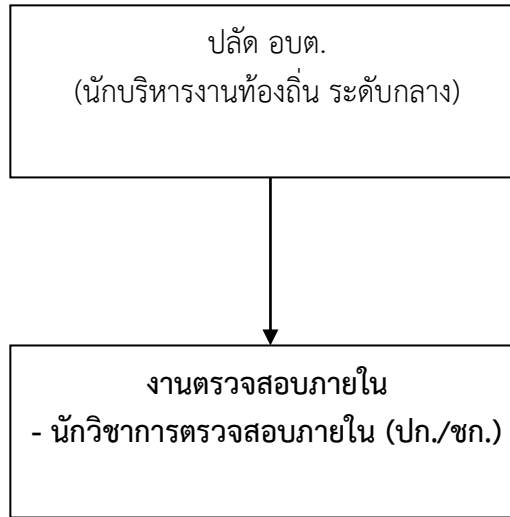 ปลัด อบต.
(นักบริหารงานท้องถิ่น ระดับกลาง)
งานตรวจสอบภายใน
- นักวิชาการตรวจสอบภายใน (ปก./ชก.)